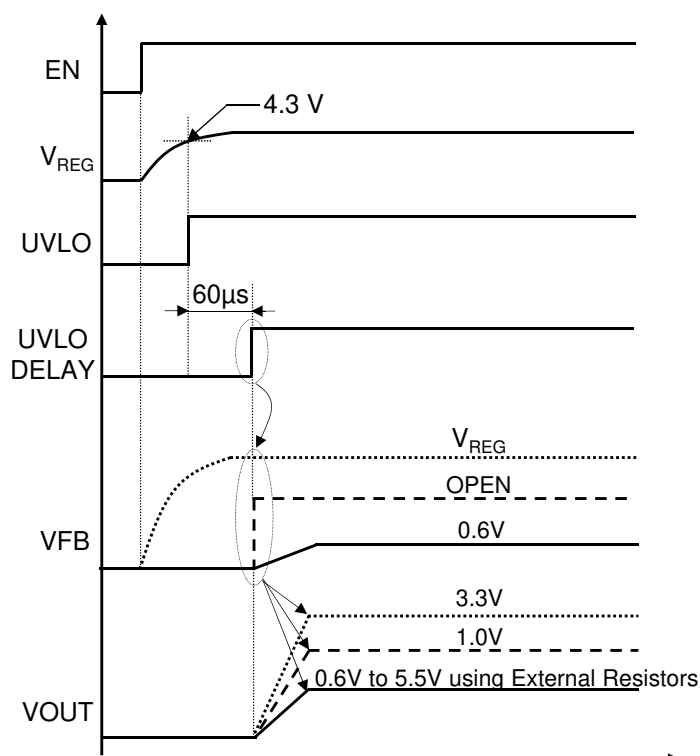 EN
4.3 V
VREG
UVLO
60µs
UVLO
DELAY
VREG
OPEN
VFB
0.6V
3.3V
1.0V
0.6V to 5.5V using External Resistors
VOUT